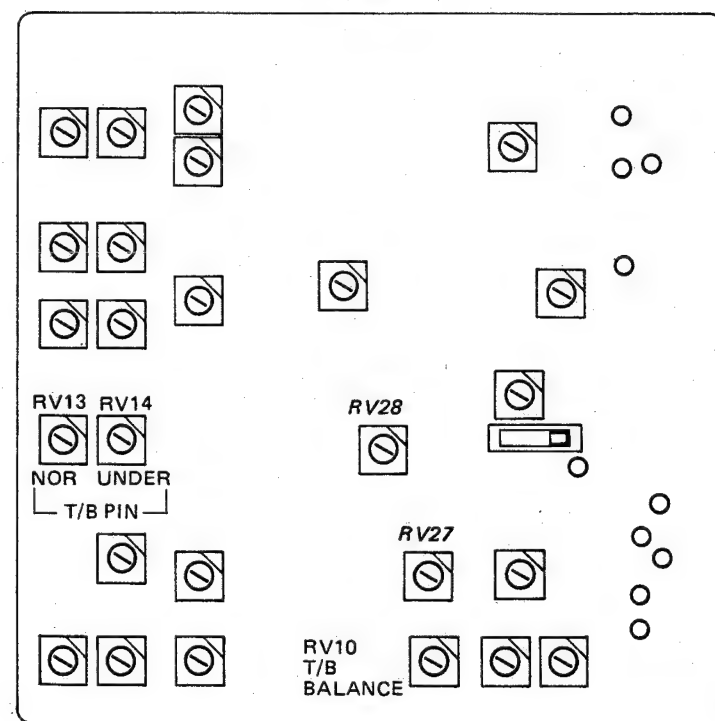 RV13 RV14
RV28
NOR UNDER
T/B PIN
RV27
RV10
T/B
BALANCE